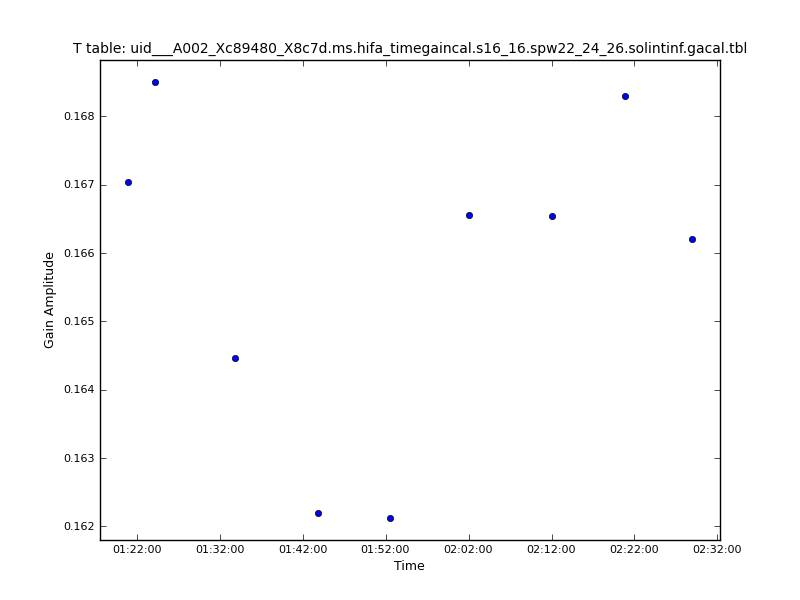 T table: uid___A002_Xc89480_X8c7d.ms.hifa_timegaincal.s16_16.spw22_24_26.solintinf.gacal.tbl
0.168
0.167
0.166
0.165
0.164
0.163
0.162
Gain Amplitude
01:22:00 01:32:00 01:42:00 01:52:00 02:02:00 02:12:00 02:22:00 02:32:00
Time